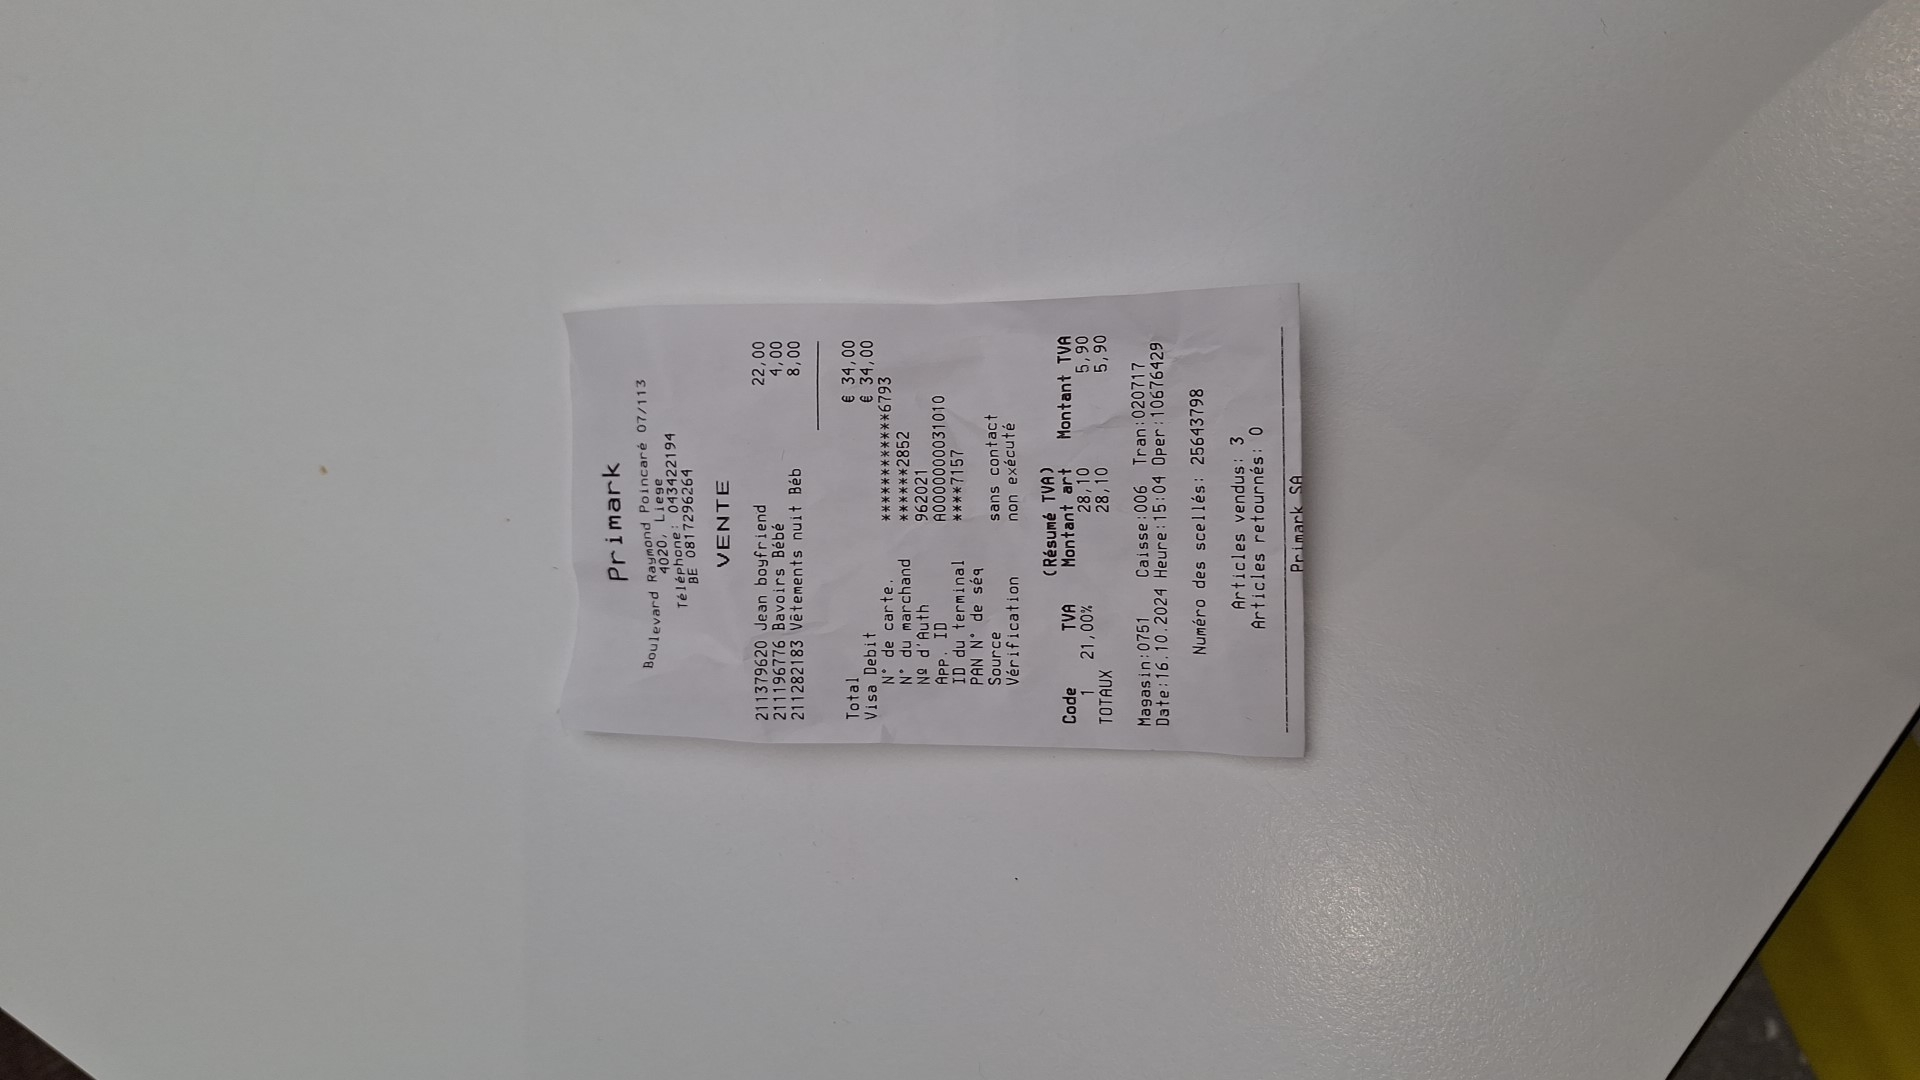 Primark
Boulevard Raymond Poincaré 07/113
4020, Liege
Téléphone: 043422194
BE 0817296264
VENTE
211379620 Jean boyfriend 22,00
211196776 Bavoirs Bébé 4,00
211282183 Vêtements nuit Béb 8,00
Total € 34,00
Visa Debit € 34,00
N° de carte. ************6793
N° du marchand ******2852
Nº d'Auth 962021
App. ID A0000000031010
ID du terminal ****7157
PAN N° de séq
Source sans contact
Vérification non exécuté
(Résumé TVA)
Code TVA Montant art Montant TVA
1 21,00% 28,10 5,90
TOTAUX 28,10 5,90
Magasin:0751 Caisse:006 Tran:020717
Date:16.10.2024 Heure:15:04 Oper:10676429
Numéro des scellés: 25643798
Articles vendus: 3
Articles retournés: 0
Primark SA